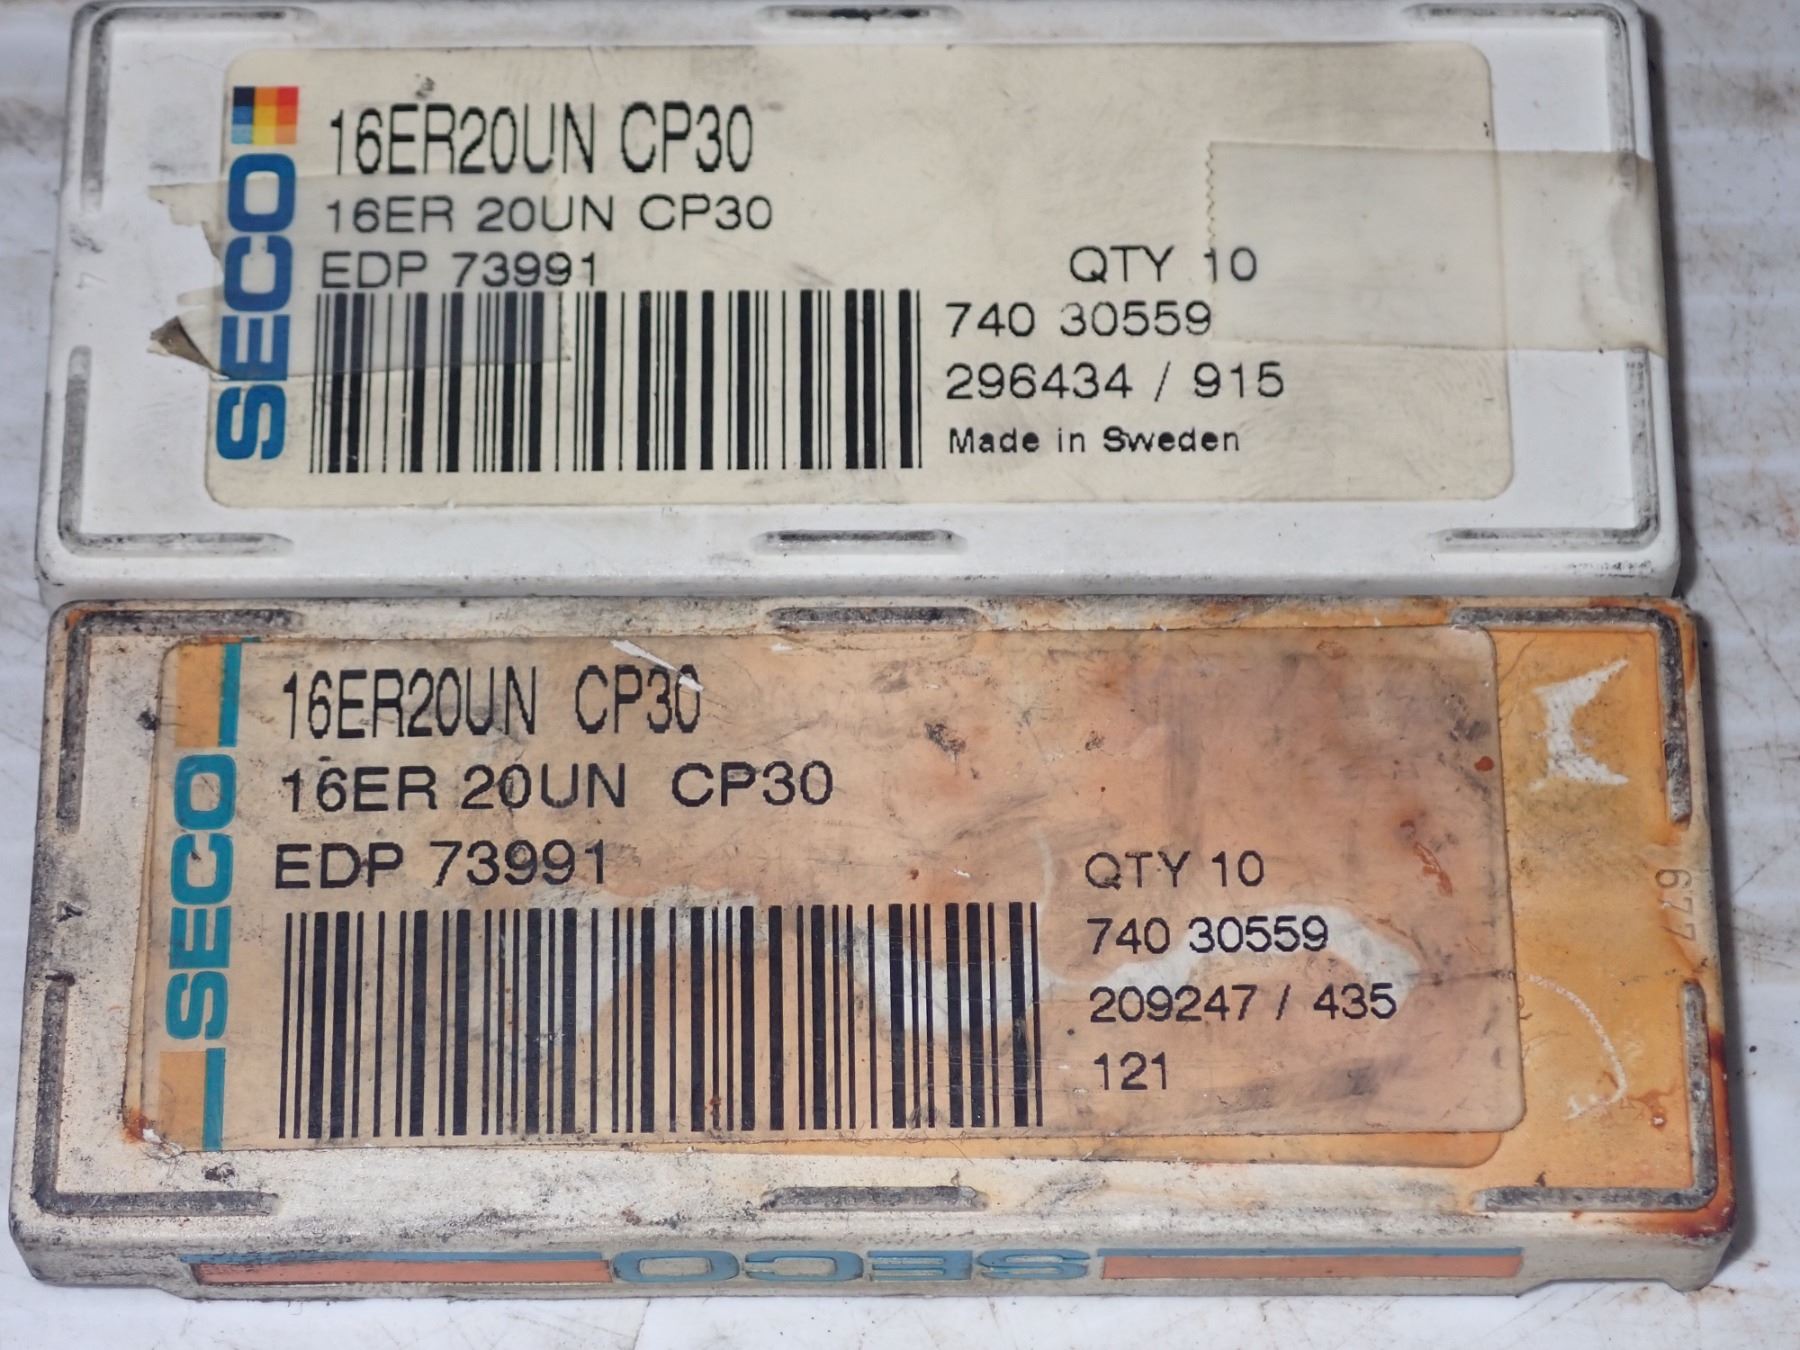 SECO
16ER20UN CP30
16ER 20UN CP30
EDP 73991
QTY 10
740 30559
296434 / 915
Made in Sweden
SECO
16ER20UN CP30
16ER 20UN CP30
EDP 73991
QTY 10
740 30559
209247 / 435
121
SECO